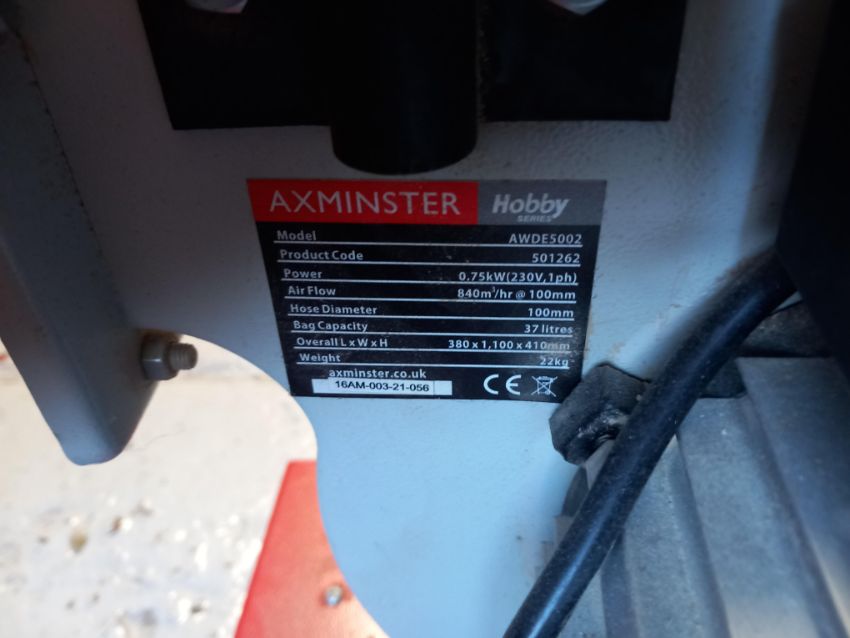 AXMINSTER Hobby
SERIES
Model AWDE5002
Product Code 501262
Power 0.75kW(230V,1ph)
Air Flow 840m³/hr @ 100mm
Hose Diameter 100mm
Bag Capacity 37 litres
Overall L x W x H 380 x 1,100 x 410mm
Weight 22kg
axminster.co.uk
16AM-003-21-056 CE